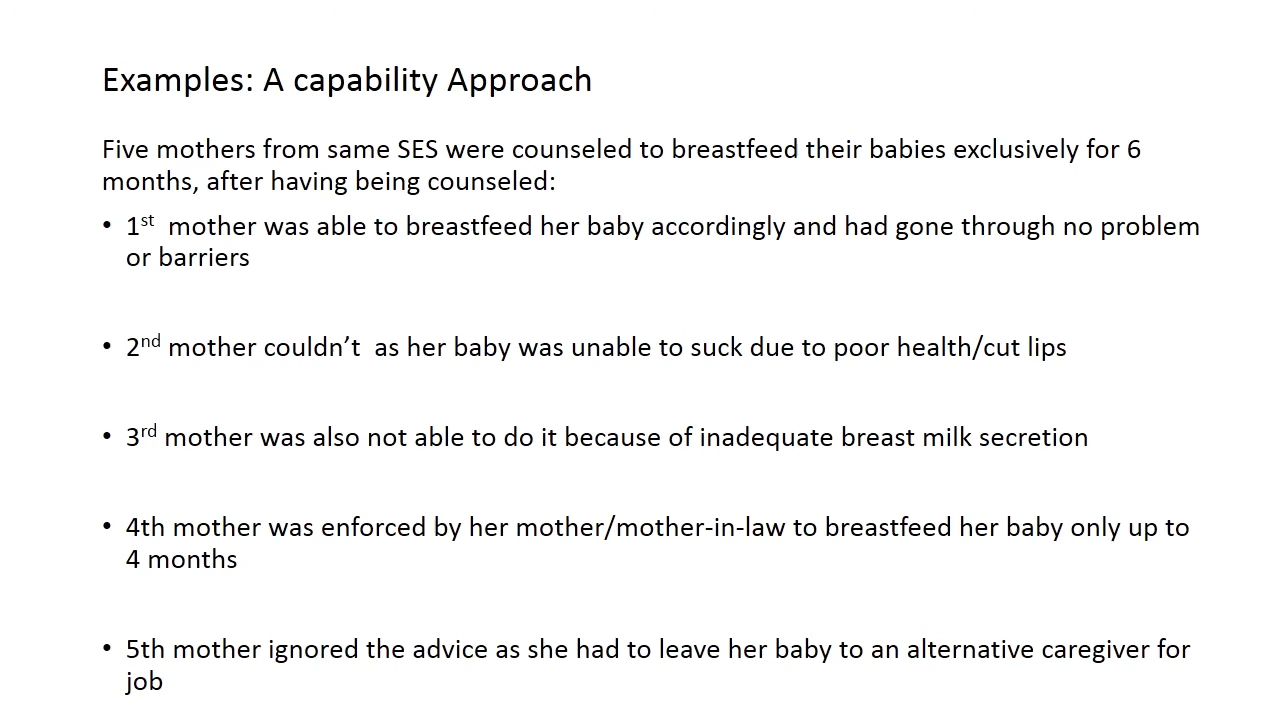 Examples: A capability Approach
Five mothers from same SES were counseled to breastfeed their babies exclusively for 6
months, after having being counseled:
• 1st mother was able to breastfeed her baby accordingly and had gone through no problem
or barriers
• 2nd mother couldn’t as her baby was unable to suck due to poor health/cut lips
• 3rd mother was also not able to do it because of inadequate breast milk secretion
• 4th mother was enforced by her mother/mother-in-law to breastfeed her baby only up to
4 months
• 5th mother ignored the advice as she had to leave her baby to an alternative caregiver for
job